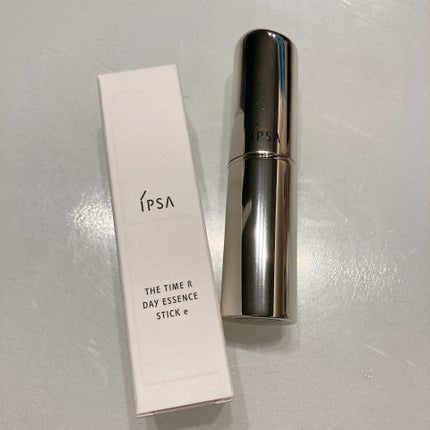 IPSA
THE TIME R
DAY ESSENCE
STICK e
IPSA